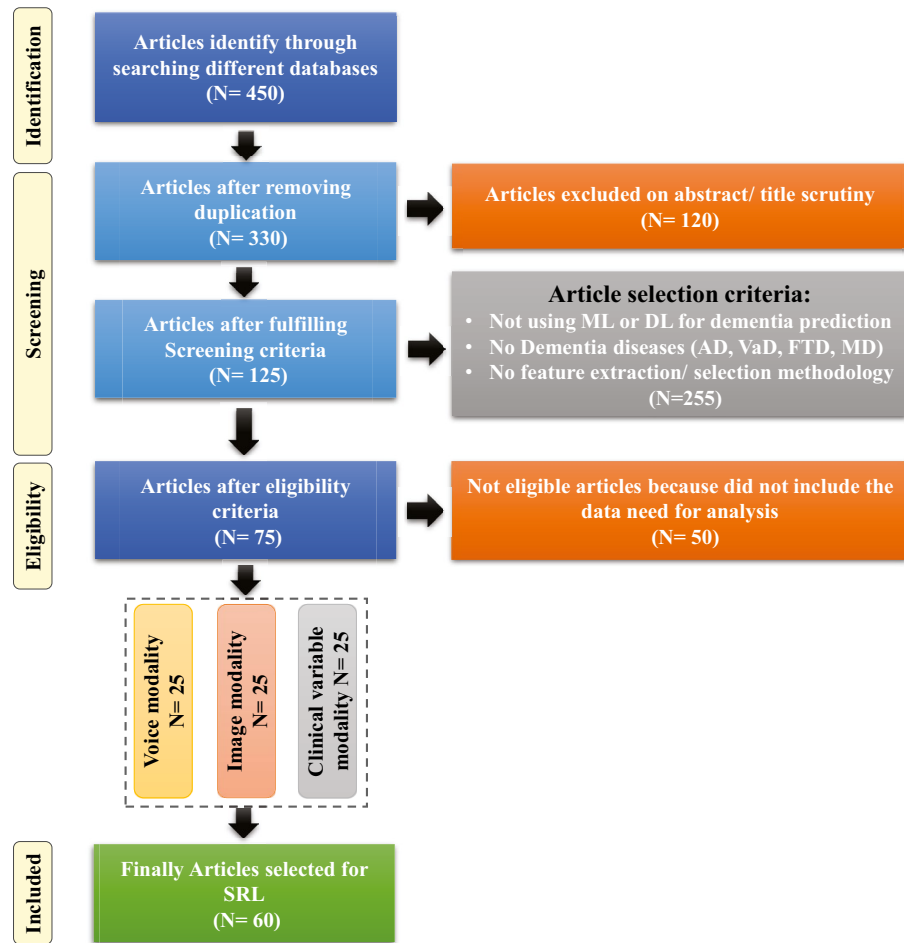 Identification
Articles identify through
searching different databases
(N= 450)
Screening
Articles after removing
duplication
(N= 330)
Articles excluded on abstract/ title scrutiny
(N= 120)
Articles after fulfilling
Screening criteria
(N= 125)
Article selection criteria:
• Not using ML or DL for dementia prediction
• No Dementia diseases (AD, VaD, FTD, MD)
• No feature extraction/ selection methodology
(N=255)
Eligibility
Articles after eligibility
criteria
(N= 75)
Not eligible articles because did not include the
data need for analysis
(N= 50)
Voice modality
N= 25
Image modality
N= 25
Clinical variable
modality N= 25
Included
Finally Articles selected for
SRL
(N= 60)